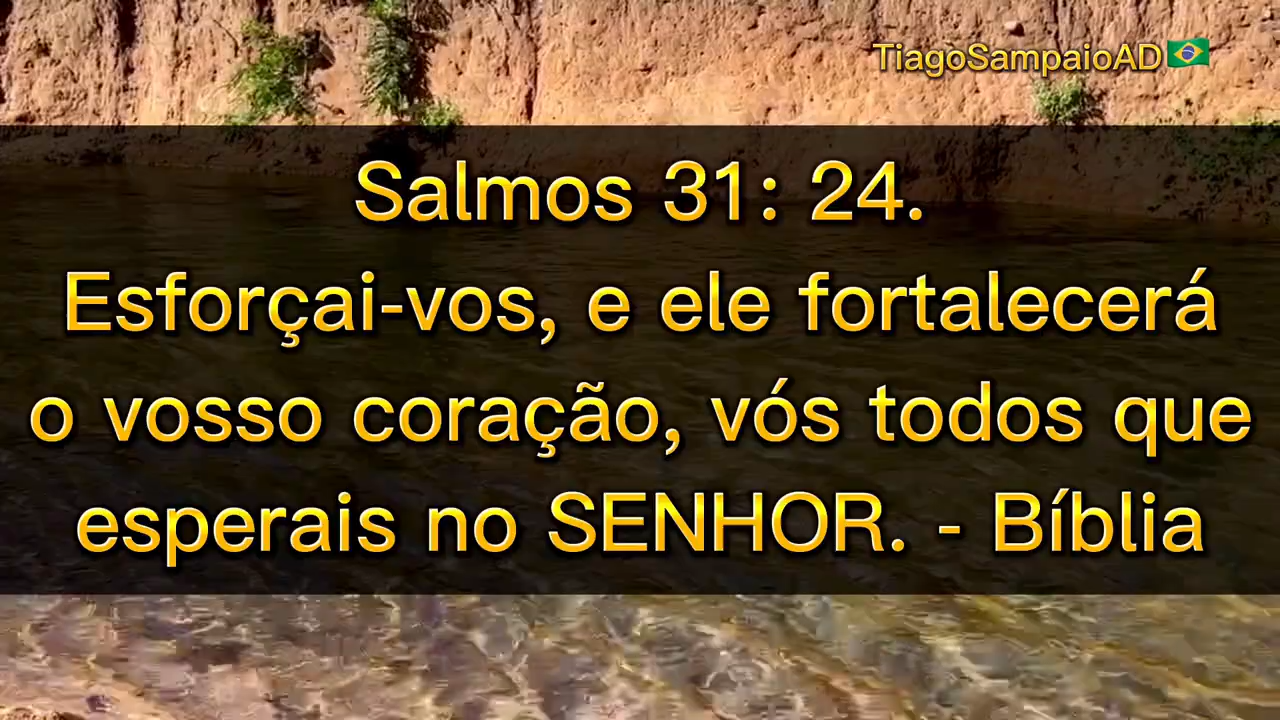 TiagoSampaioAD🇧🇷
Salmos 31: 24.
Esforçai-vos, e ele fortalecerá
o vosso coração, vós todos que
esperais no SENHOR. - Bíblia